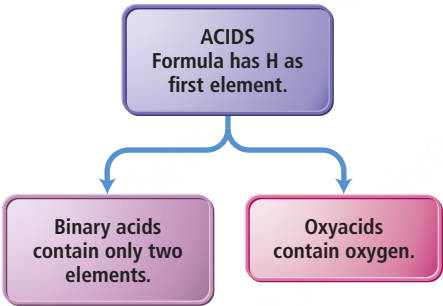 ACIDS
Formula has H as
first element.
Binary acids
contain only two
elements.
Oxyacids
contain oxygen.